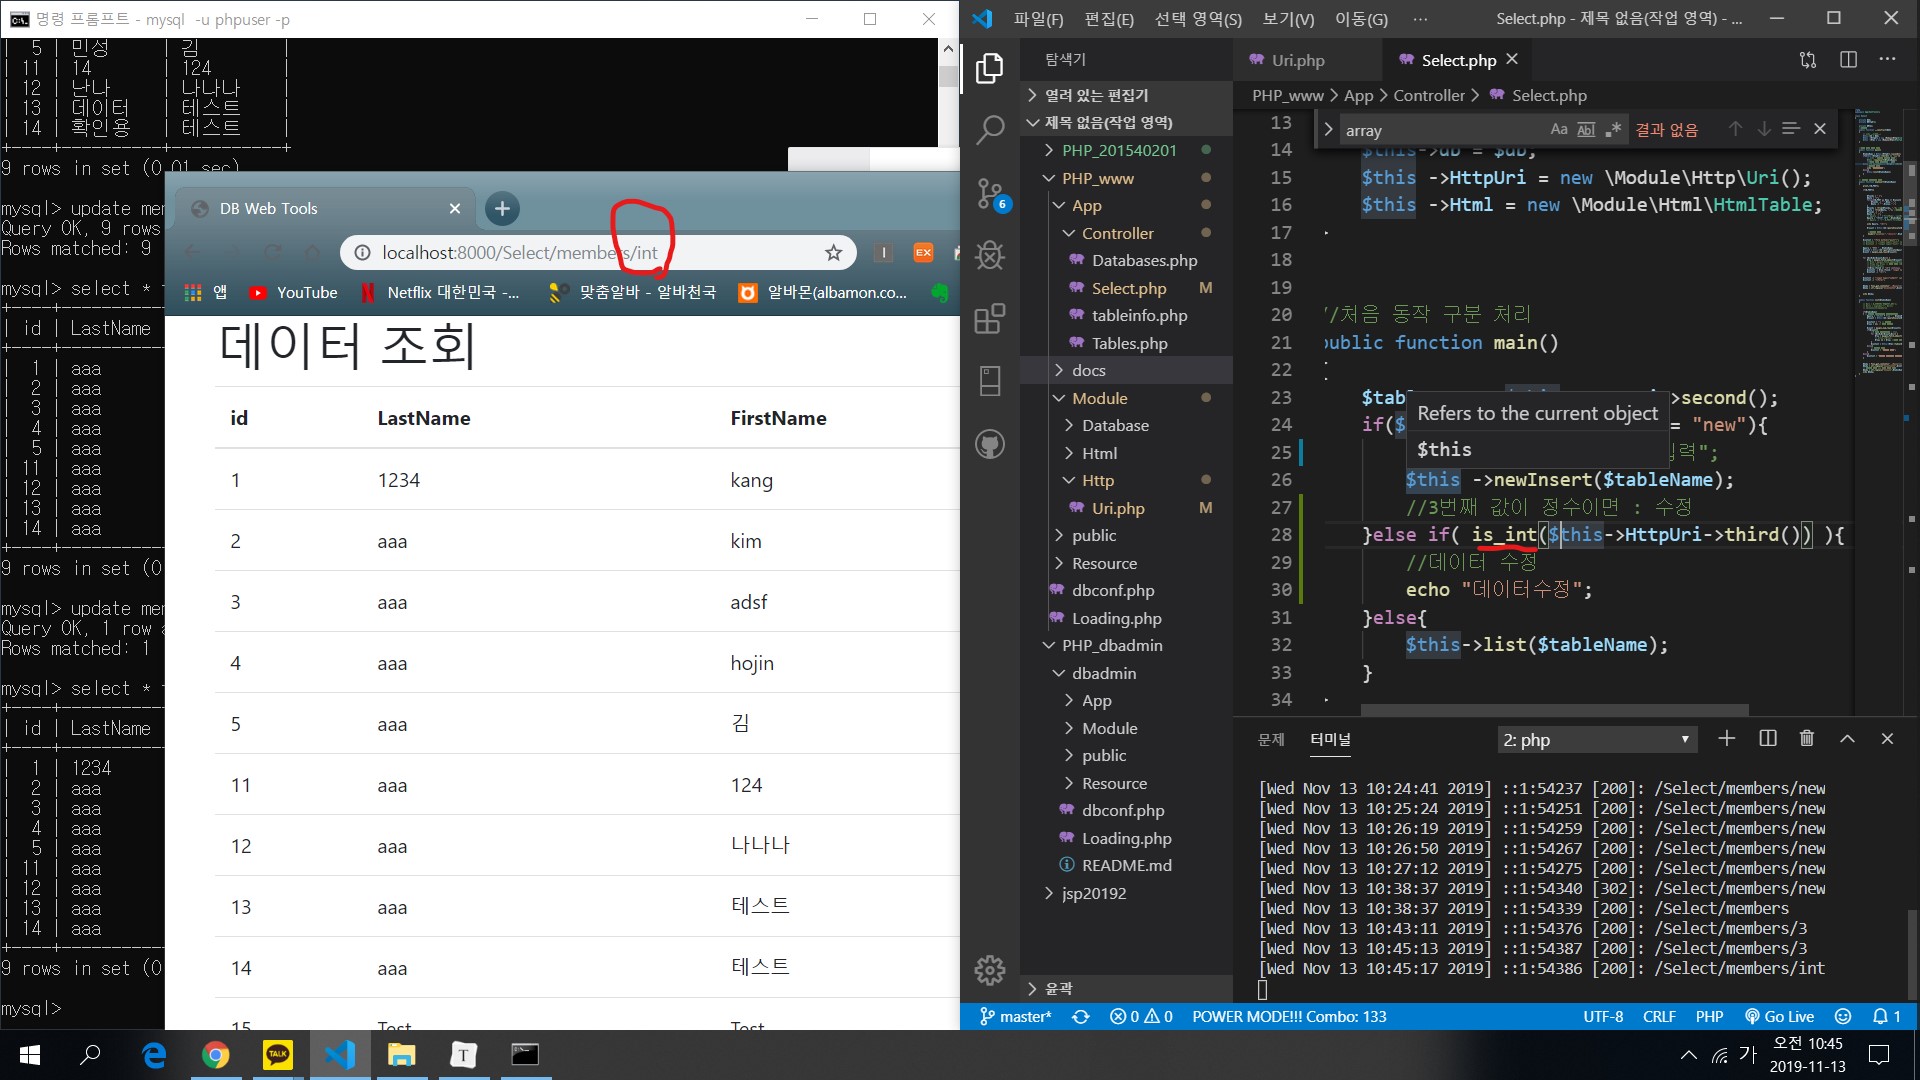 명령 프롬프트 - mysql  -u phpuser -p
|  5 | 민성 | 김 |
| 11 | 14 | 124 |
| 12 | 난나 | 나나나 |
| 13 | 데이터 | 테스트 |
| 14 | 확인용 | 테스트 |
9 rows in set (0.01 sec)
mysql> update mem
Query OK, 9 rows
Rows matched: 9
mysql> select * f
| id | LastName
|  1 | aaa
|  2 | aaa
|  3 | aaa
|  4 | aaa
|  5 | aaa
| 11 | aaa
| 12 | aaa
| 13 | aaa
| 14 | aaa
9 rows in set (0
mysql> update mem
Query OK, 1 row a
Rows matched: 1
mysql> select * f
| id | LastName
|  1 | 1234
|  2 | aaa
|  3 | aaa
|  4 | aaa
|  5 | aaa
| 11 | aaa
| 12 | aaa
| 13 | aaa
| 14 | aaa
9 rows in set (0
mysql>
DB Web Tools
localhost:8000/Select/members/int
앱 YouTube Netflix 대한민국 -... 맞춤알바 - 알바천국 알바몬(albamon.co...
데이터 조회
id LastName FirstName
1 1234 kang
2 aaa kim
3 aaa adsf
4 aaa hojin
5 aaa 김
11 aaa 124
12 aaa 나나나
13 aaa 테스트
14 aaa 테스트
15 Test Test
파일(F) 편집(E) 선택 영역(S) 보기(V) 이동(G) ... Select.php - 제목 없음(작업 영역) - ...
탐색기
열려 있는 편집기
제목 없음(작업 영역)
PHP_201540201
PHP_www
App
Controller
Databases.php
Select.php M
tableinfo.php
Tables.php
docs
Module
Database
Html
Http
Uri.php M
public
Resource
dbconf.php
Loading.php
PHP_dbadmin
dbadmin
App
Module
public
Resource
dbconf.php
Loading.php
README.md
jsp20192
윤곽
6
Uri.php Select.php
PHP_www > App > Controller > Select.php
array Aa Abl .* 결과 없음
13
14 $this->db = $db;
15 $this ->HttpUri = new \Module\Http\Uri();
16 $this ->Html = new \Module\Html\HtmlTable;
17
18
19
20 //처음 동작 구분 처리
21 public function main()
22
23 $tab >second();
24 if($ = "new"){
Refers to the current object
$this
25 입력";
26 $this ->newInsert($tableName);
27 //3번째 값이 정수이면 : 수정
28 }else if( is_int($this->HttpUri->third()) ){
29 //데이터 수정
30 echo "데이터수정";
31 }else{
32 $this->list($tableName);
33 }
34
문제 터미널 2: php
[Wed Nov 13 10:24:41 2019] ::1:54237 [200]: /Select/members/new
[Wed Nov 13 10:25:24 2019] ::1:54251 [200]: /Select/members/new
[Wed Nov 13 10:26:19 2019] ::1:54259 [200]: /Select/members/new
[Wed Nov 13 10:26:50 2019] ::1:54267 [200]: /Select/members/new
[Wed Nov 13 10:27:12 2019] ::1:54275 [200]: /Select/members/new
[Wed Nov 13 10:38:37 2019] ::1:54340 [302]: /Select/members/new
[Wed Nov 13 10:38:37 2019] ::1:54339 [200]: /Select/members
[Wed Nov 13 10:43:11 2019] ::1:54376 [200]: /Select/members/3
[Wed Nov 13 10:45:13 2019] ::1:54387 [200]: /Select/members/3
[Wed Nov 13 10:45:17 2019] ::1:54386 [200]: /Select/members/int
master* 0 0 POWER MODE!!! Combo: 133 UTF-8 CRLF PHP Go Live 1
TALK T 가 오전 10:45
2019-11-13